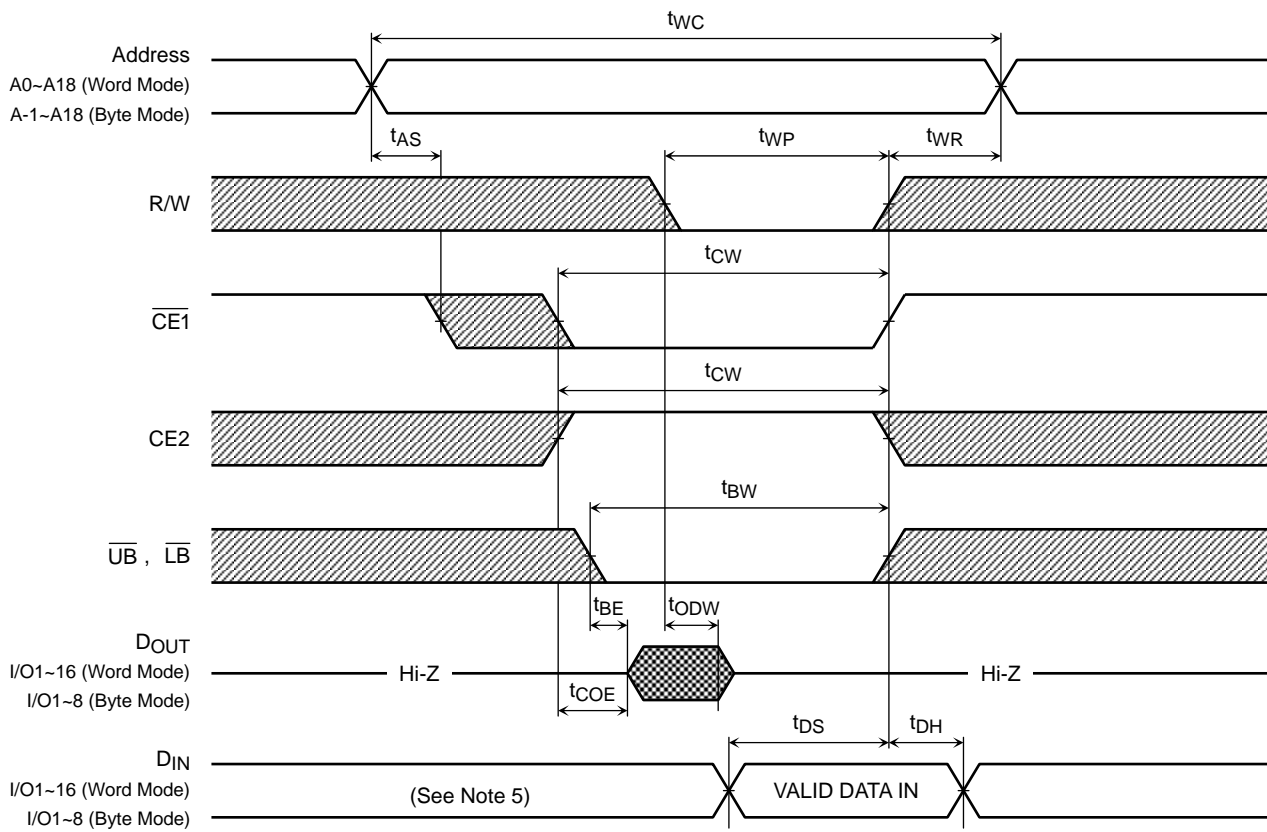 tWC
Address
A0~A18 (Word Mode)
A-1~A18 (Byte Mode)
tAS
tWP
tWR
R/W
tCW
CE1
tCW
CE2
tBW
UB , LB
tBE
tODW
DOUT
I/O1~16 (Word Mode)
Hi-Z
Hi-Z
I/O1~8 (Byte Mode)
tCOE
tDS
tDH
DIN
I/O1~16 (Word Mode)
(See Note 5)
VALID DATA IN
I/O1~8 (Byte Mode)